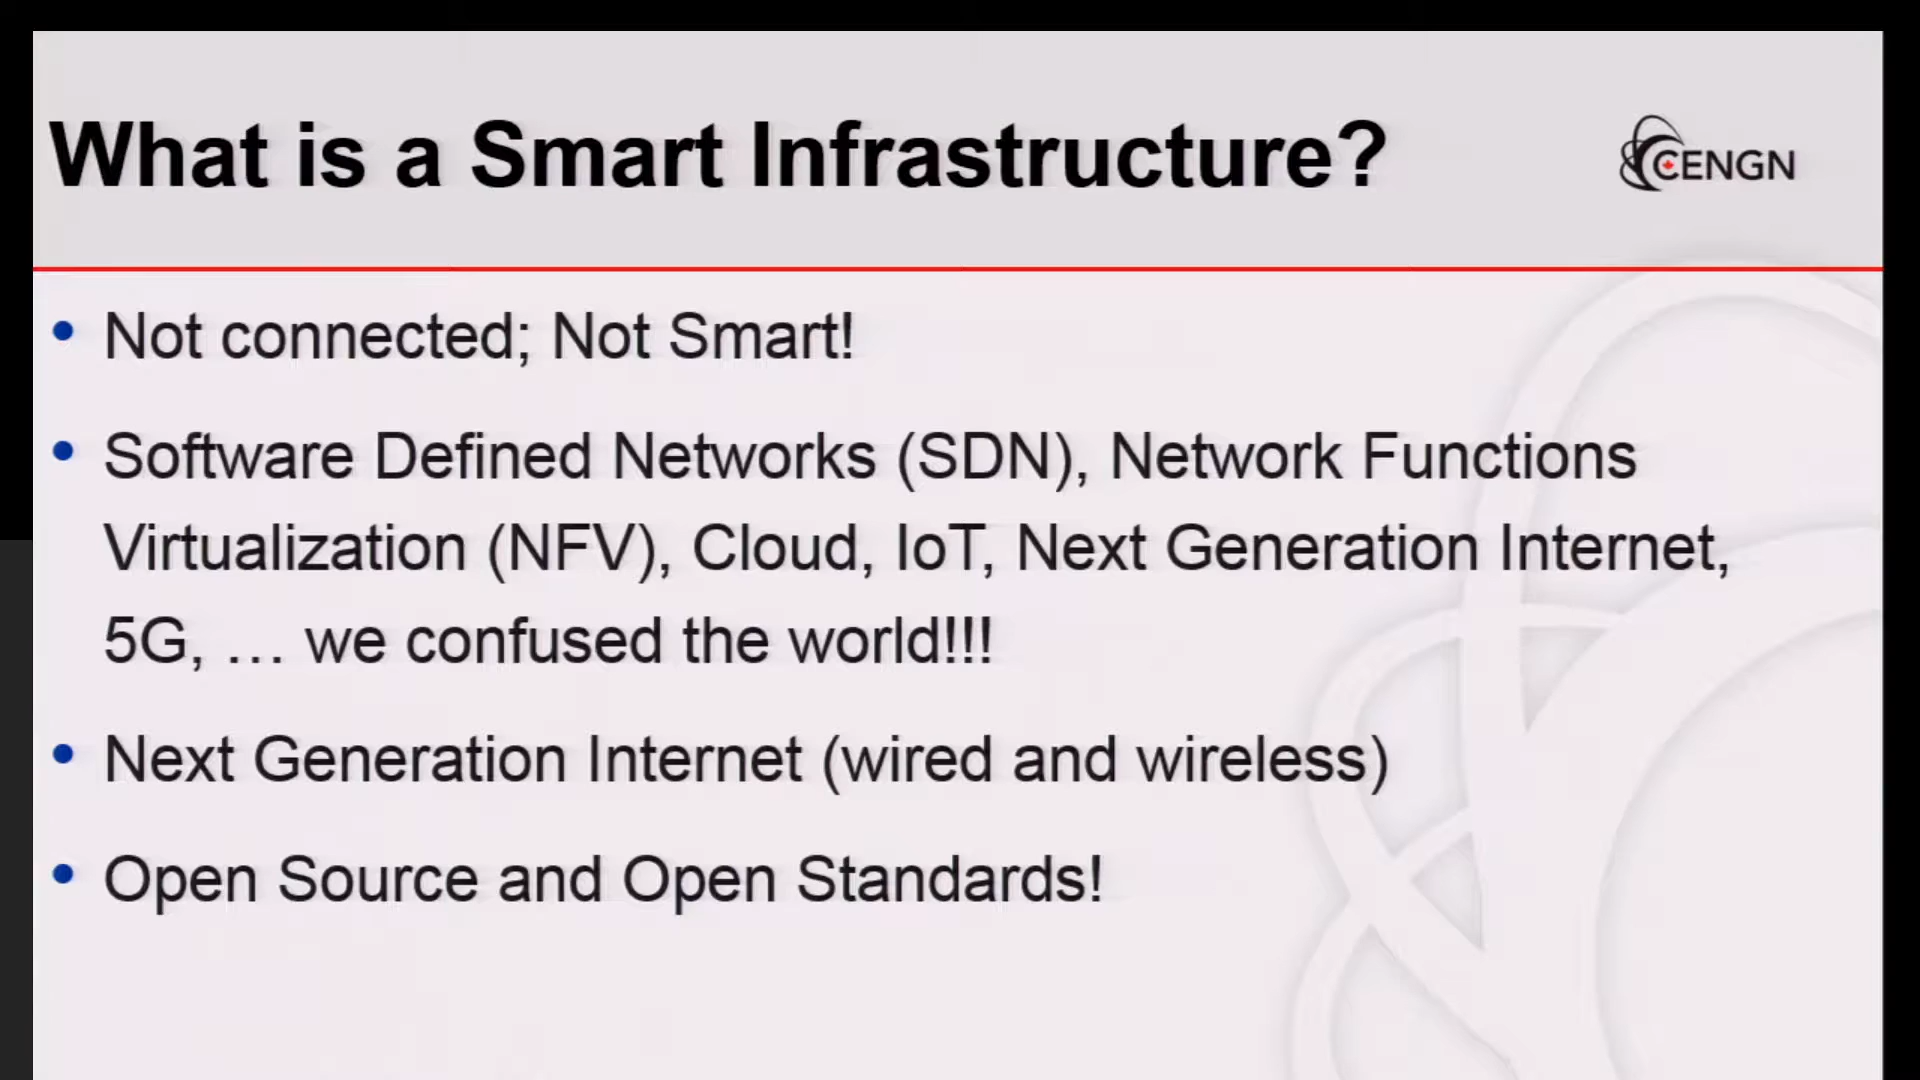 What is a Smart Infrastructure?
CENGN
• Not connected; Not Smart!
• Software Defined Networks (SDN), Network Functions
Virtualization (NFV), Cloud, IoT, Next Generation Internet,
5G, … we confused the world!!!
• Next Generation Internet (wired and wireless)
• Open Source and Open Standards!